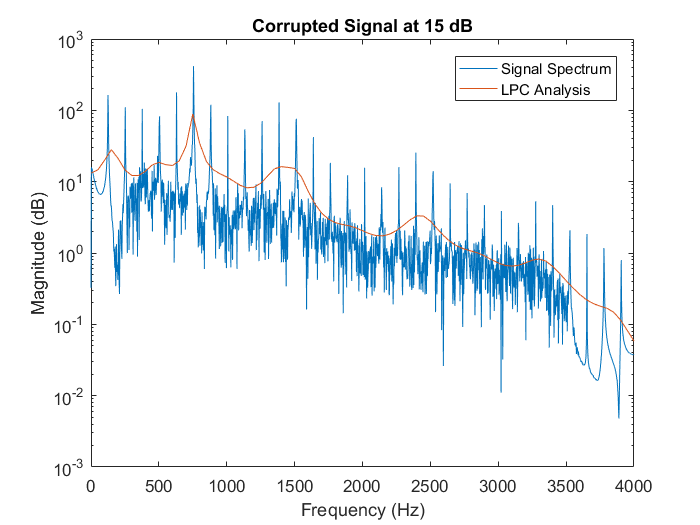 Corrupted Signal at 15 dB
Signal Spectrum
LPC Analysis
Magnitude (dB)
10^3
10^2
10^1
10^0
10^-1
10^-2
10^-3
0 500 1000 1500 2000 2500 3000 3500 4000
Frequency (Hz)